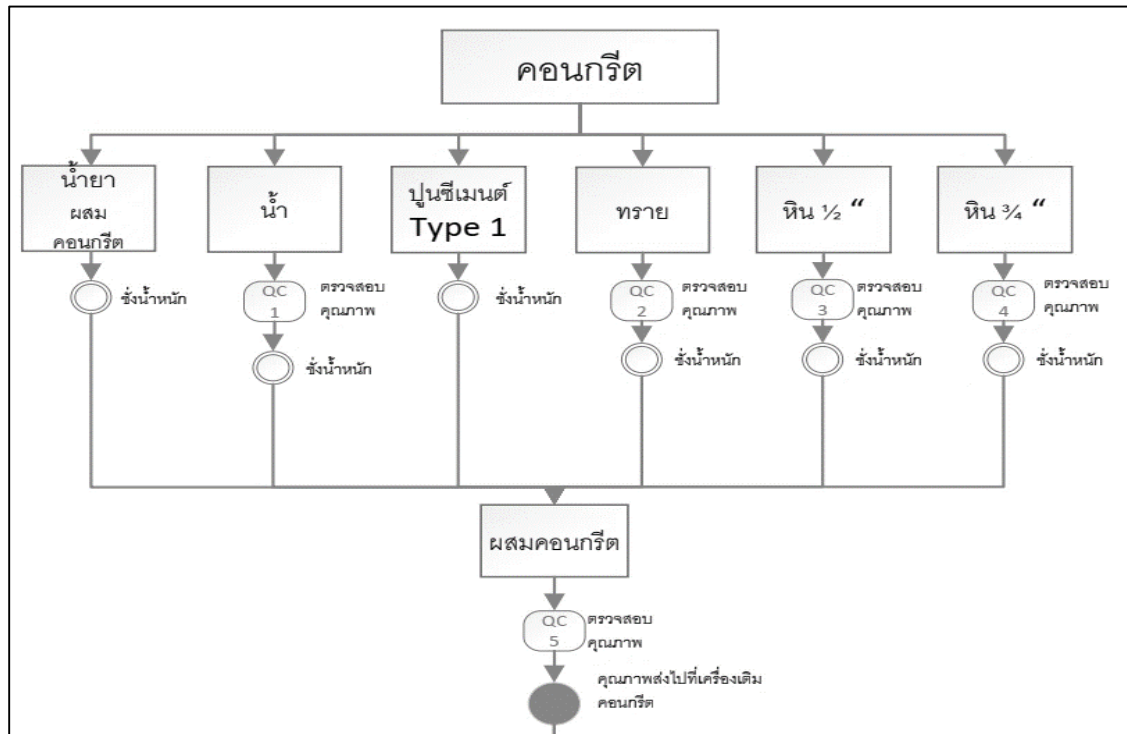 คอนกรีต
น้ำยา
ผสม
คอนกรีต
น้ำ
ปูนซีเมนต์
Type 1
ทราย
หิน ½ “
หิน ¾ “
ชั่งน้ำหนัก
QC
1
ตรวจสอบ
คุณภาพ
ชั่งน้ำหนัก
ชั่งน้ำหนัก
QC
2
ตรวจสอบ
คุณภาพ
ชั่งน้ำหนัก
QC
3
ตรวจสอบ
คุณภาพ
ชั่งน้ำหนัก
QC
4
ตรวจสอบ
คุณภาพ
ชั่งน้ำหนัก
ผสมคอนกรีต
QC
5
ตรวจสอบ
คุณภาพ
คุณภาพส่งไปที่เครื่องเติม
คอนกรีต